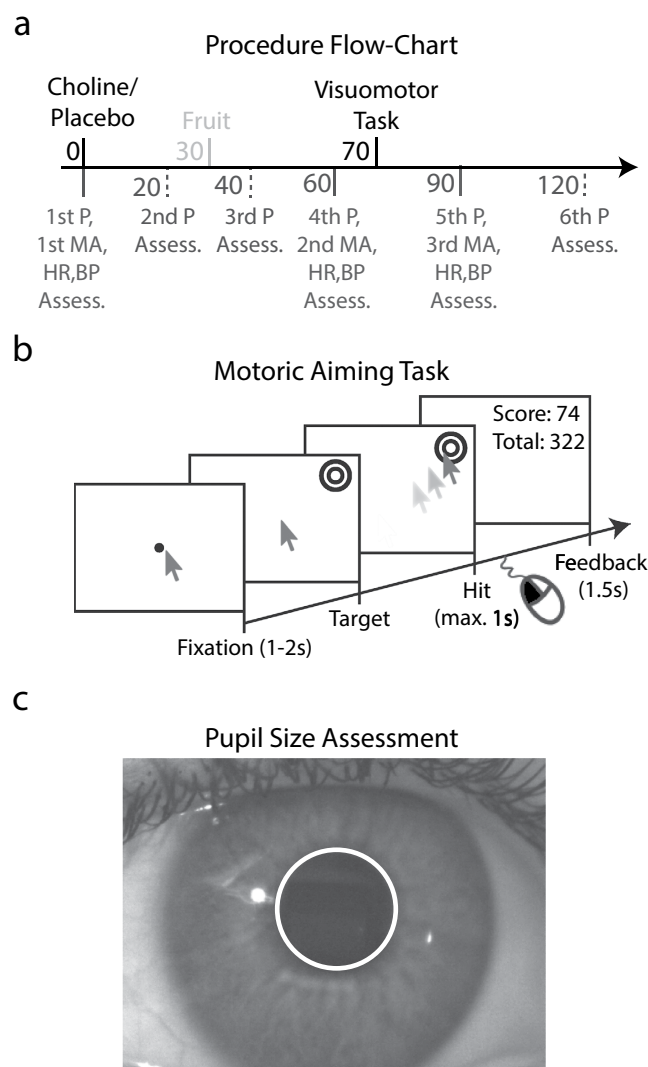 a
Procedure Flow-Chart
Choline/
Placebo
Fruit
Visuomotor
Task
0
30
70
20
40
60
90
120
1st P,
1st MA,
HR,BP
Assess.
2nd P
Assess.
3rd P
Assess.
4th P,
2nd MA,
HR,BP
Assess.
5th P,
3rd MA,
HR,BP
Assess.
6th P
Assess.
b
Motoric Aiming Task
Score: 74
Total: 322
Fixation (1-2s)
Target
Hit
(max. 1s)
Feedback
(1.5s)
c
Pupil Size Assessment